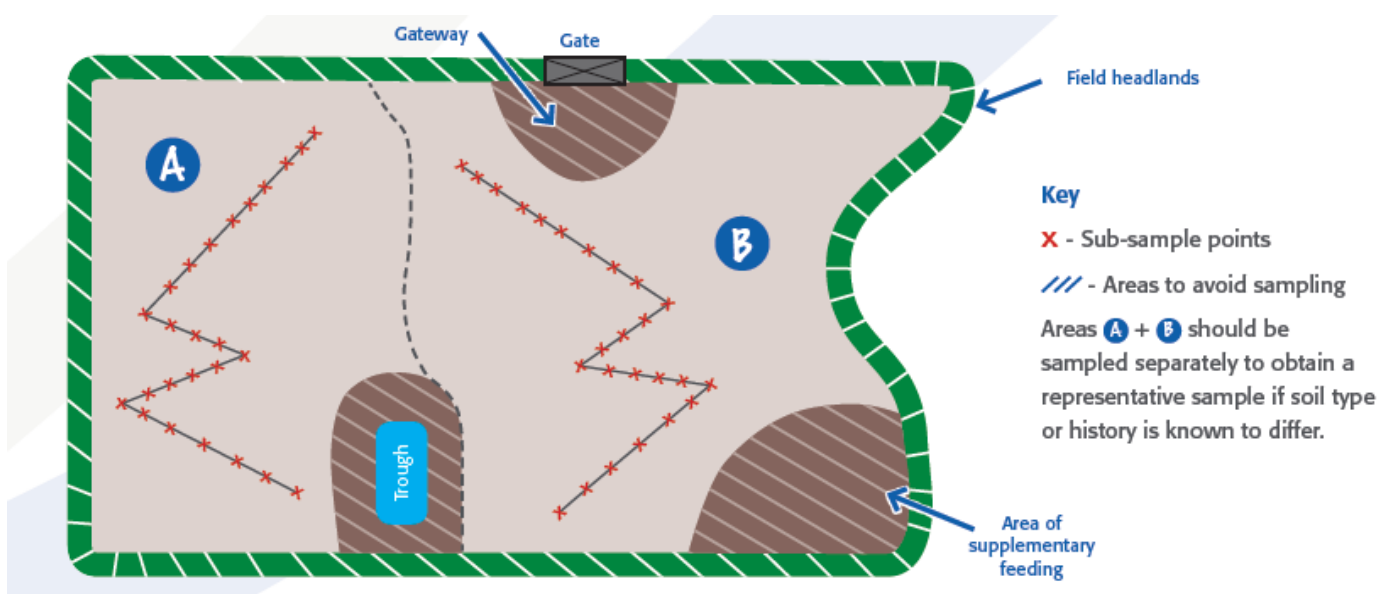 Gateway
Gate
Field headlands
A
B
Key
X - Sub-sample points
/// - Areas to avoid sampling
Areas A + B should be
sampled separately to obtain a
representative sample if soil type
or history is known to differ.
Trough
Area of
supplementary
feeding